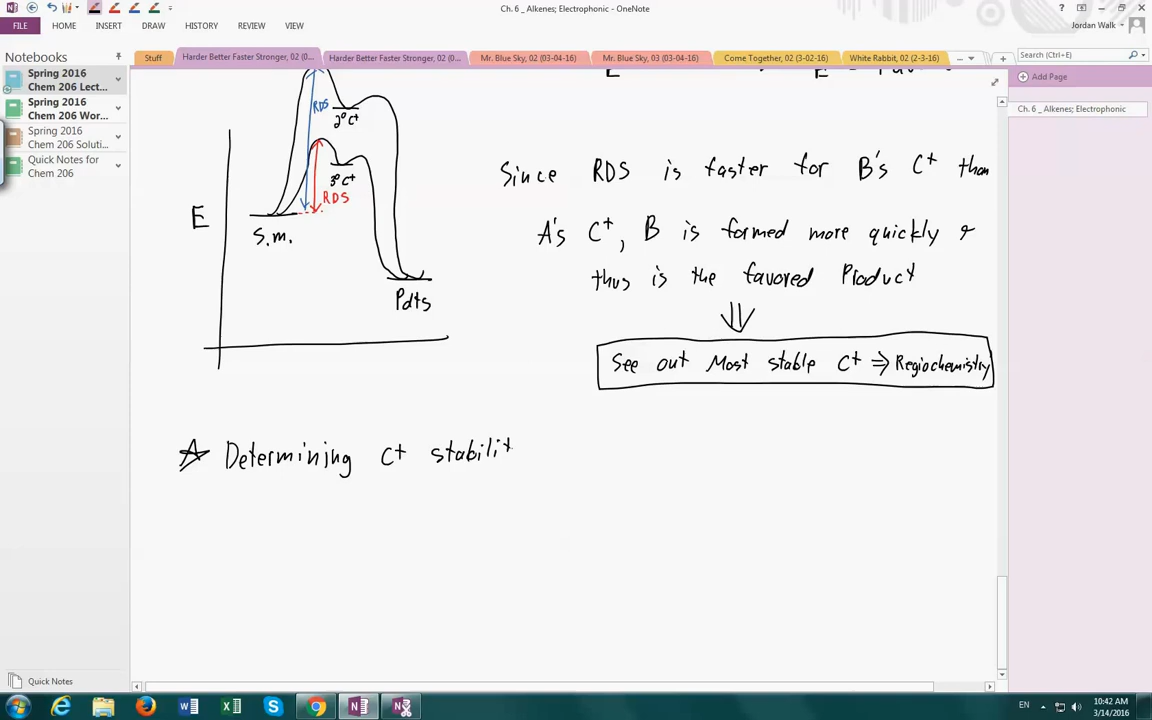 Ch. 6 _ Alkenes; Electrophonic - OneNote
Jordan Walk
FILE HOME INSERT DRAW HISTORY REVIEW VIEW
Notebooks
Stuff
Harder Better Faster Stronger, 02 (0...
Harder Better Faster Stronger, 02 (0...
Mr. Blue Sky, 02 (03-04-16)
Mr. Blue Sky, 03 (03-04-16)
Come Together, 02 (3-02-16)
White Rabbit, 02 (2-3-16)
Search (Ctrl+E)
Spring 2016
Chem 206 Lect...
Spring 2016
Chem 206 Wor...
Spring 2016
Chem 206 Soluti...
Quick Notes for
Chem 206
Add Page
Ch. 6 _ Alkenes; Electrophonic
RDS
2° C+
3° C+
RDS
E
S.m.
Pdts
Since RDS is faster for B's C+ than
A's C+, B is formed more quickly &
thus is the favored Product
See out Most stable C+ ⇒ Regiochemistry
Determining C+ stabilit
Quick Notes
EN
10:42 AM
3/14/2016